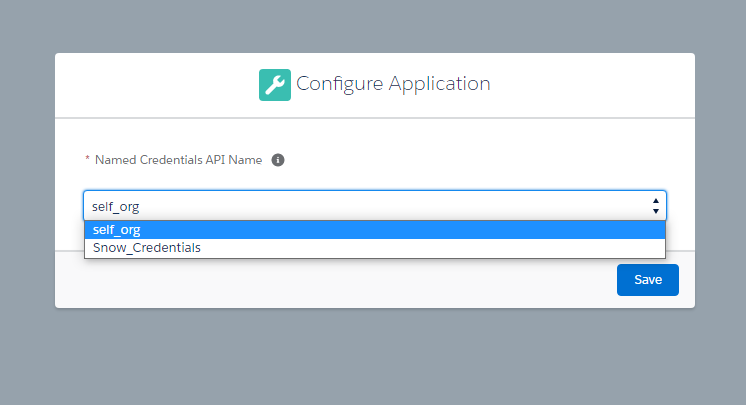 Configure Application
* Named Credentials API Name
self_org
self_org
Snow_Credentials
Save